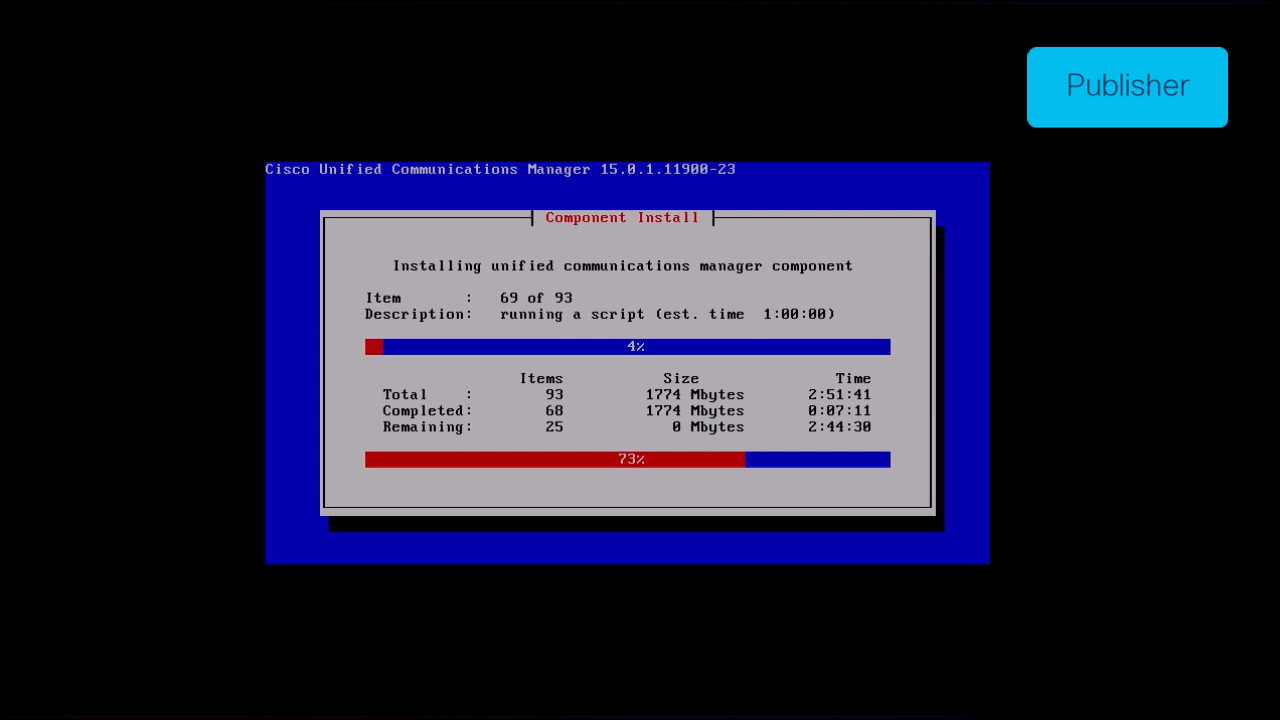 Publisher
Cisco Unified Communications Manager 15.0.1.11900-23
Component Install
Installing unified communications manager component
Item : 69 of 93
Description: running a script (est. time 1:00:00)
4%
Items Size Time
Total : 93 1774 Mbytes 2:51:41
Completed: 68 1774 Mbytes 0:07:11
Remaining: 25 0 Mbytes 2:44:30
73%